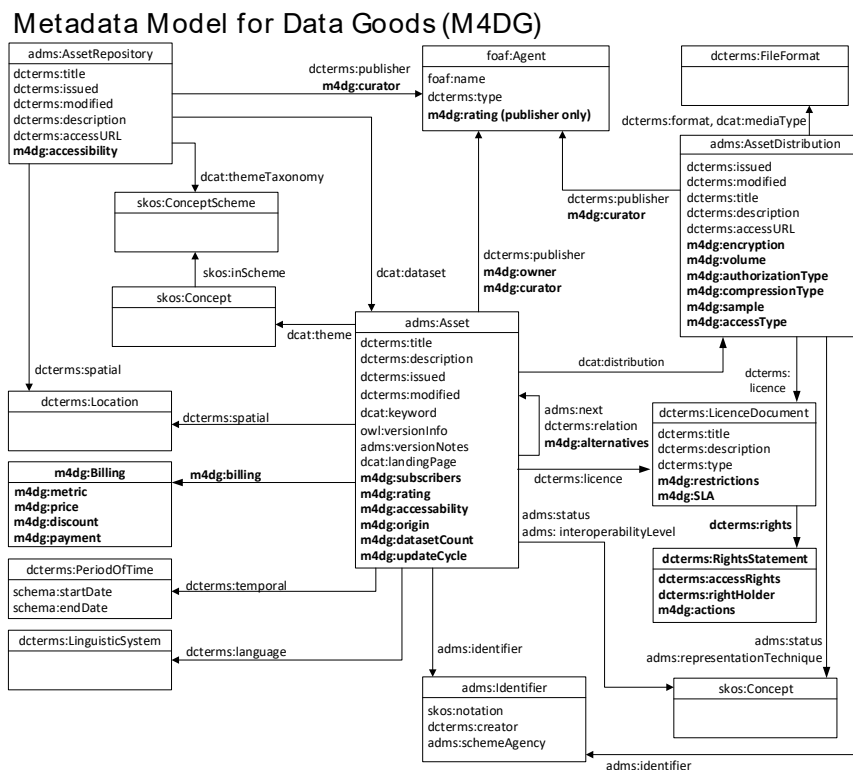 Metadata Model for Data Goods (M4DG)
adms:AssetRepository
dcterms:title
dcterms:issued
dcterms:modified
dcterms:description
dcterms:accessURL
m4dg:accessibility
dcterms:publisher
m4dg:curator
foaf:Agent
foaf:name
dcterms:type
m4dg:rating (publisher only)
dcterms:FileFormat
dcterms:format, dcat:mediaType
adms:AssetDistribution
dcterms:issued
dcterms:modified
dcterms:title
dcterms:description
dcterms:accessURL
m4dg:encryption
m4dg:volume
m4dg:authorizationType
m4dg:compressionType
m4dg:sample
m4dg:accessType
dcterms:publisher
m4dg:curator
dcat:themeTaxonomy
skos:ConceptScheme
skos:inScheme
skos:Concept
dcat:dataset
dcterms:publisher
m4dg:owner
m4dg:curator
dcat:theme
adms:Asset
dcterms:title
dcterms:description
dcterms:issued
dcterms:modified
dcat:keyword
owl:versionInfo
adms:versionNotes
dcat:landingPage
m4dg:subscribers
m4dg:rating
m4dg:accessability
m4dg:origin
m4dg:datasetCount
m4dg:updateCycle
dcat:distribution
dcterms:spatial
dcterms:Location
dcterms:spatial
adms:next
dcterms:relation
m4dg:alternatives
dcterms:
licence
dcterms:LicenceDocument
dcterms:title
dcterms:description
dcterms:type
m4dg:restrictions
m4dg:SLA
dcterms:licence
m4dg:Billing
m4dg:metric
m4dg:price
m4dg:discount
m4dg:payment
m4dg:billing
adms:status
adms: interoperabilityLevel
dcterms:rights
dcterms:RightsStatement
dcterms:accessRights
dcterms:rightHolder
m4dg:actions
dcterms:PeriodOfTime
schema:startDate
schema:endDate
dcterms:temporal
dcterms:LinguisticSystem
dcterms:language
adms:identifier
adms:status
adms:representationTechnique
skos:Concept
adms:Identifier
skos:notation
dcterms:creator
adms:schemeAgency
adms:identifier